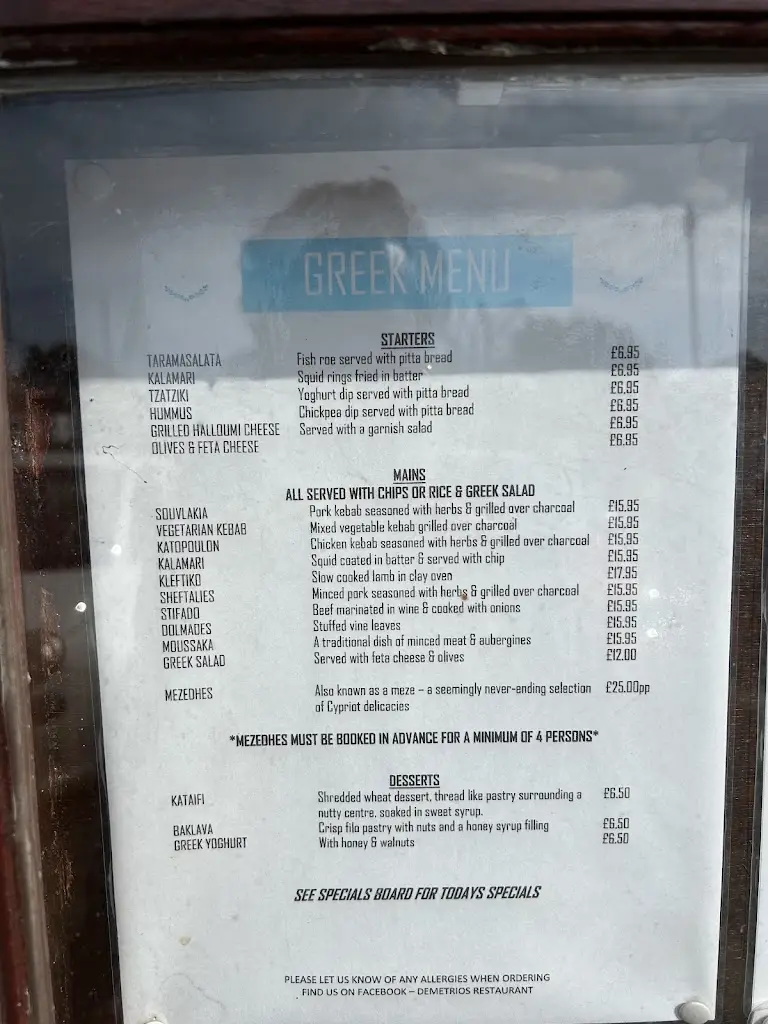 GREEK MENU
STARTERS
TARAMASALATA Fish roe served with pitta bread £6.95
KALAMARI Squid rings fried in batter £6.95
TZATZIKI Yoghurt dip served with pitta bread £6.95
HUMMUS Chickpea dip served with pitta bread £6.95
GRILLED HALLOUMI CHEESE Served with a garnish salad £6.95
OLIVES & FETA CHEESE £6.95
MAINS
ALL SERVED WITH CHIPS OR RICE & GREEK SALAD
SOUVLAKIA Pork kebab seasoned with herbs & grilled over charcoal £15.95
VEGETARIAN KEBAB Mixed vegetable kebab grilled over charcoal £15.95
KATOPOULON Chicken kebab seasoned with herbs & grilled over charcoal £15.95
KALAMARI Squid coated in batter & served with chip £15.95
KLEFTIKO Slow cooked lamb in clay oven £17.95
SHEFTALIES Minced pork seasoned with herbs & grilled over charcoal £15.95
STIFADO Beef marinated in wine & cooked with onions £15.95
DOLMADES Stuffed vine leaves £15.95
MOUSSAKA A traditional dish of minced meat & aubergines £15.95
GREEK SALAD Served with feta cheese & olives £12.00
MEZEDHES Also known as a meze – a seemingly never-ending selection £25.00pp
of Cypriot delicacies
*MEZEDHES MUST BE BOOKED IN ADVANCE FOR A MINIMUM OF 4 PERSONS*
DESSERTS
KATAIFI Shredded wheat dessert, thread like pastry surrounding a £6.50
nutty centre, soaked in sweet syrup.
BAKLAVA Crisp filo pastry with nuts and a honey syrup filling £6.50
GREEK YOGHURT With honey & walnuts £6.50
SEE SPECIALS BOARD FOR TODAYS SPECIALS
PLEASE LET US KNOW OF ANY ALLERGIES WHEN ORDERING
FIND US ON FACEBOOK – DEMETRIOS RESTAURANT